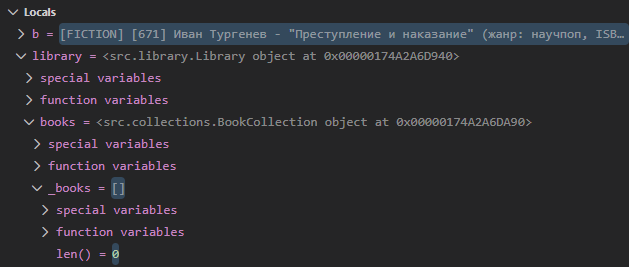 Locals
b = [FICTION] [671] Иван Тургенев - "Преступление и наказание" (жанр: научпоп, ISB...
library = <src.library.Library object at 0x00000174A2A6D940>
special variables
function variables
books = <src.collections.BookCollection object at 0x00000174A2A6DA90>
special variables
function variables
_books = []
special variables
function variables
len() = 0